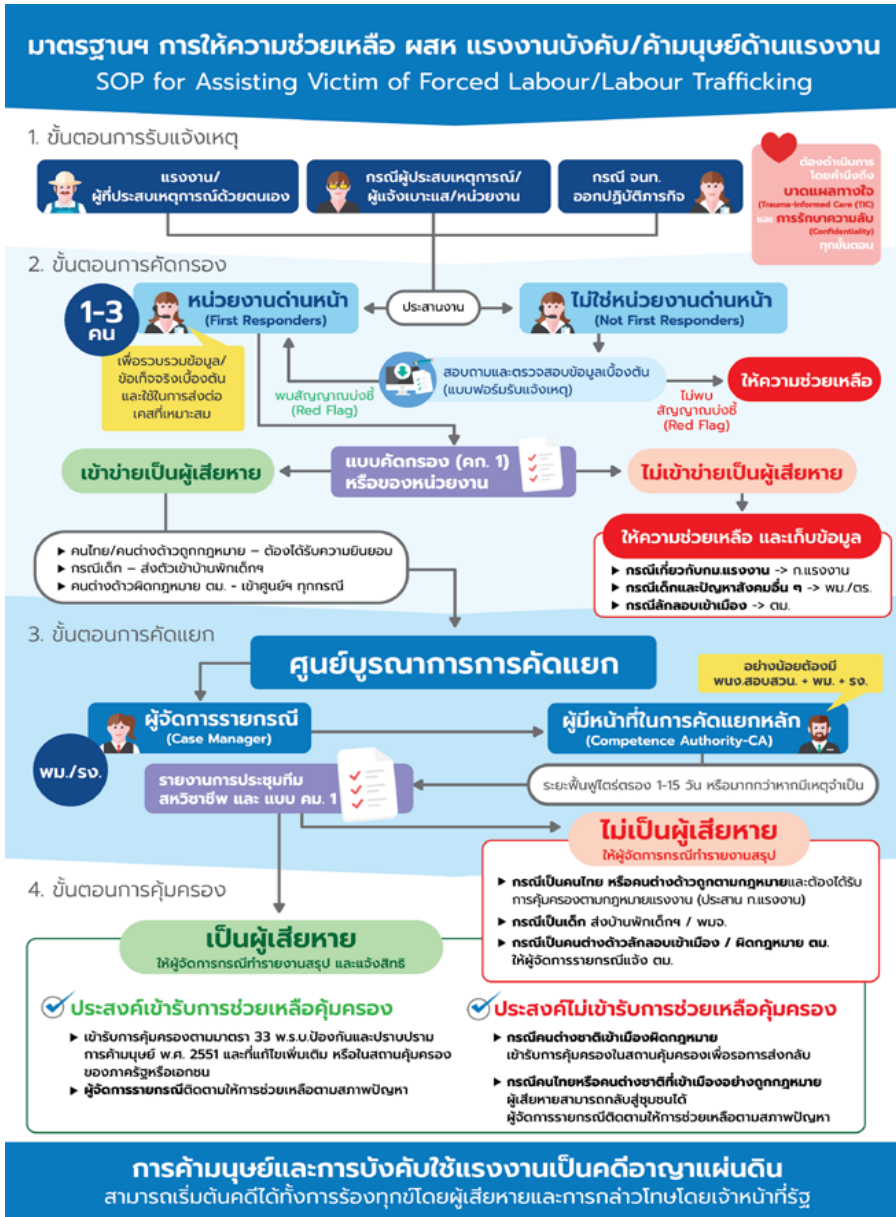 มาตรฐานฯ การให้ความช่วยเหลือ ผสห แรงงานบังคับ/ค้ามนุษย์ด้านแรงงาน
SOP for Assisting Victim of Forced Labour/Labour Trafficking
1. ขั้นตอนการรับแจ้งเหตุ
แรงงาน/
ผู้ที่ประสบเหตุการณ์ด้วยตนเอง
กรณีผู้ประสบเหตุการณ์/
ผู้แจ้งเบาะแส/หน่วยงาน
กรณี จนท.
ออกปฏิบัติภารกิจ
ต้องดำเนินการ
โดยคำนึงถึง
บาดแผลทางใจ
(Trauma-Informed Care (TIC)
และ การรักษาความลับ
(Confidentiality)
ทุกขั้นตอน
2. ขั้นตอนการคัดกรอง
1-3
คน
หน่วยงานด่านหน้า
(First Responders)
ประสานงาน
ไม่ใช่หน่วยงานด่านหน้า
(Not First Responders)
เพื่อรวบรวมข้อมูล/
ข้อเท็จจริงเบื้องต้น
และใช้ในการส่งต่อ
เคสที่เหมาะสม
พบสัญญาณบ่งชี้
(Red Flag)
สอบถามและตรวจสอบข้อมูลเบื้องต้น
(แบบฟอร์มรับแจ้งเหตุ)
ไม่พบ
สัญญาณบ่งชี้
(Red Flag)
ให้ความช่วยเหลือ
เข้าข่ายเป็นผู้เสียหาย
แบบคัดกรอง (คก. 1)
หรือของหน่วยงาน
ไม่เข้าข่ายเป็นผู้เสียหาย
▶ คนไทย/คนต่างด้าวถูกกฎหมาย – ต้องได้รับความยินยอม
▶ กรณีเด็ก – ส่งตัวเข้าบ้านพักเด็กฯ
▶ คนต่างด้าวผิดกฎหมาย ตม. - เข้าศูนย์ฯ ทุกกรณี
ให้ความช่วยเหลือ และเก็บข้อมูล
▶ กรณีเกี่ยวกับกม.แรงงาน -> ก.แรงงาน
▶ กรณีเด็กและปัญหาสังคมอื่น ๆ -> พม./ตร.
▶ กรณีลักลอบเข้าเมือง -> ตม.
3. ขั้นตอนการคัดแยก
ศูนย์บูรณาการการคัดแยก
อย่างน้อยต้องมี
พนง.สอบสวน. + พม. + รง.
ผู้จัดการรายกรณี
(Case Manager)
ผู้มีหน้าที่ในการคัดแยกหลัก
(Competence Authority-CA)
พม./รง.
รายงานการประชุมทีม
สหวิชาชีพ และ แบบ คม. 1
ระยะฟื้นฟูไตร่ตรอง 1-15 วัน หรือมากกว่าหากมีเหตุจำเป็น
ไม่เป็นผู้เสียหาย
ให้ผู้จัดการกรณีทำรายงานสรุป
▶ กรณีเป็นคนไทย หรือคนต่างด้าวถูกตามกฎหมายและต้องได้รับ
การคุ้มครองตามกฎหมายแรงงาน (ประสาน ก.แรงงาน)
▶ กรณีเป็นเด็ก ส่งบ้านพักเด็กฯ / พมจ.
▶ กรณีเป็นคนต่างด้าวลักลอบเข้าเมือง / ผิดกฎหมาย ตม.
ให้ผู้จัดการรายกรณีแจ้ง ตม.
4. ขั้นตอนการคุ้มครอง
เป็นผู้เสียหาย
ให้ผู้จัดการกรณีทำรายงานสรุป และแจ้งสิทธิ
ประสงค์เข้ารับการช่วยเหลือคุ้มครอง
▶ เข้ารับการคุ้มครองตามมาตรา 33 พ.ร.บ.ป้องกันและปราบปราม
การค้ามนุษย์ พ.ศ. 2551 และที่แก้ไขเพิ่มเติม หรือในสถานคุ้มครอง
ของภาครัฐหรือเอกชน
▶ ผู้จัดการรายกรณีติดตามให้การช่วยเหลือตามสภาพปัญหา
ประสงค์ไม่เข้ารับการช่วยเหลือคุ้มครอง
▶ กรณีคนต่างชาติเข้าเมืองผิดกฎหมาย
เข้ารับการคุ้มครองในสถานคุ้มครองเพื่อรอการส่งกลับ
▶ กรณีคนไทยหรือคนต่างชาติที่เข้าเมืองอย่างถูกกฎหมาย
ผู้เสียหายสามารถกลับสู่ชุมชนได้
ผู้จัดการรายกรณีติดตามให้การช่วยเหลือตามสภาพปัญหา
การค้ามนุษย์และการบังคับใช้แรงงานเป็นคดีอาญาแผ่นดิน
สามารถเริ่มต้นคดีได้ทั้งการร้องทุกข์โดยผู้เสียหายและการกล่าวโทษโดยเจ้าหน้าที่รัฐ